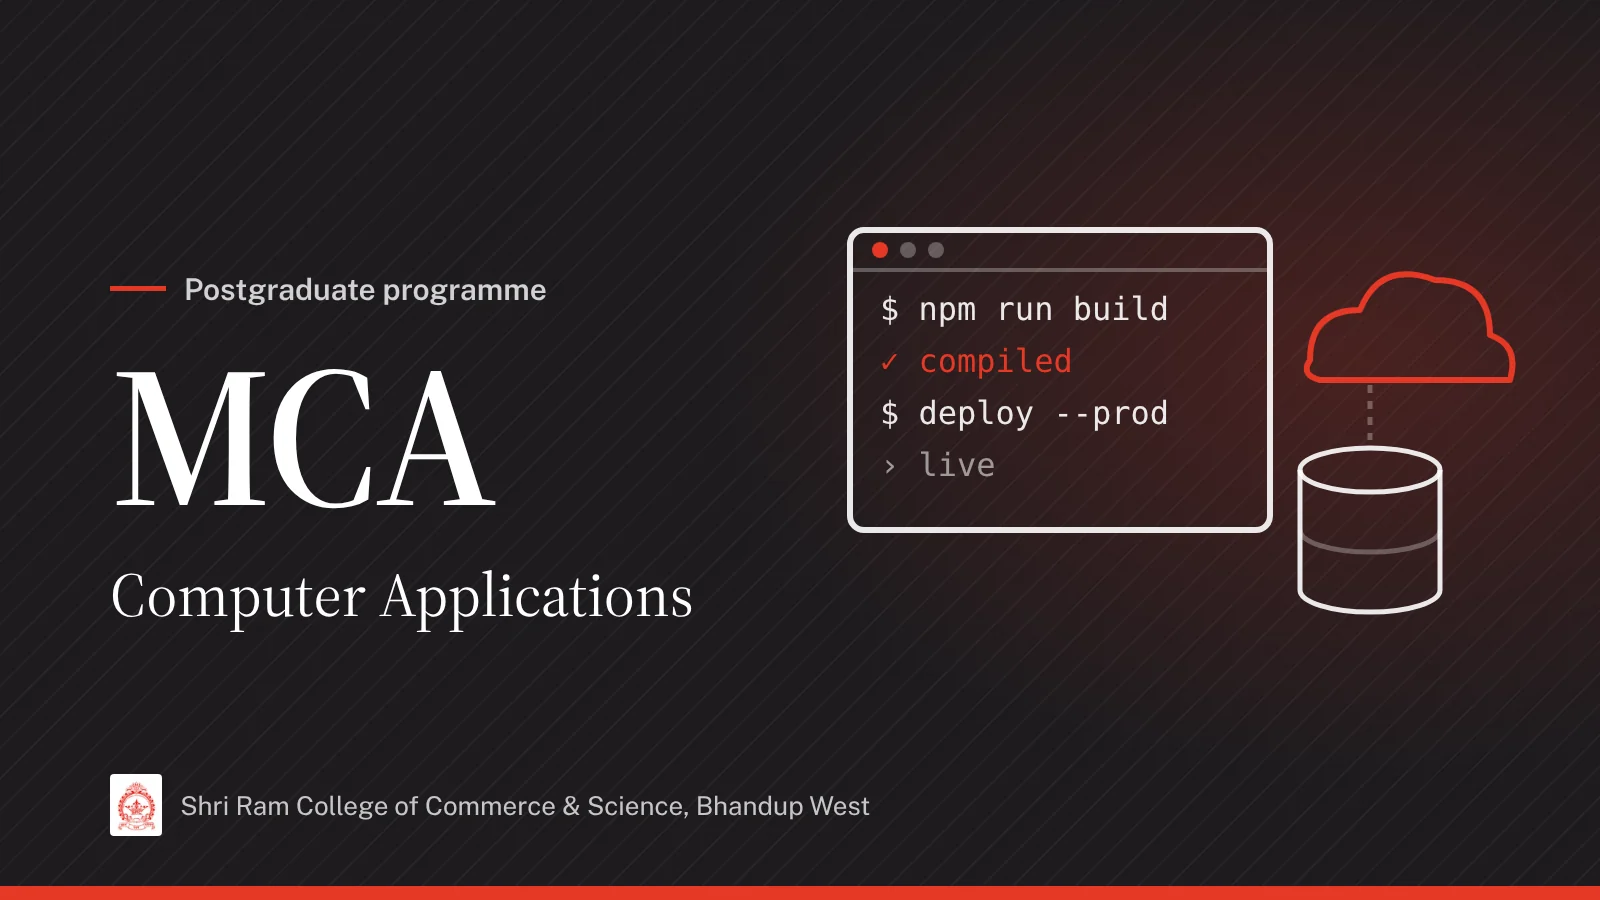 Postgraduate programme
MCA
Computer Applications
$ npm run build
✓ compiled
$ deploy --prod
› live
Shri Ram College of Commerce & Science, Bhandup West